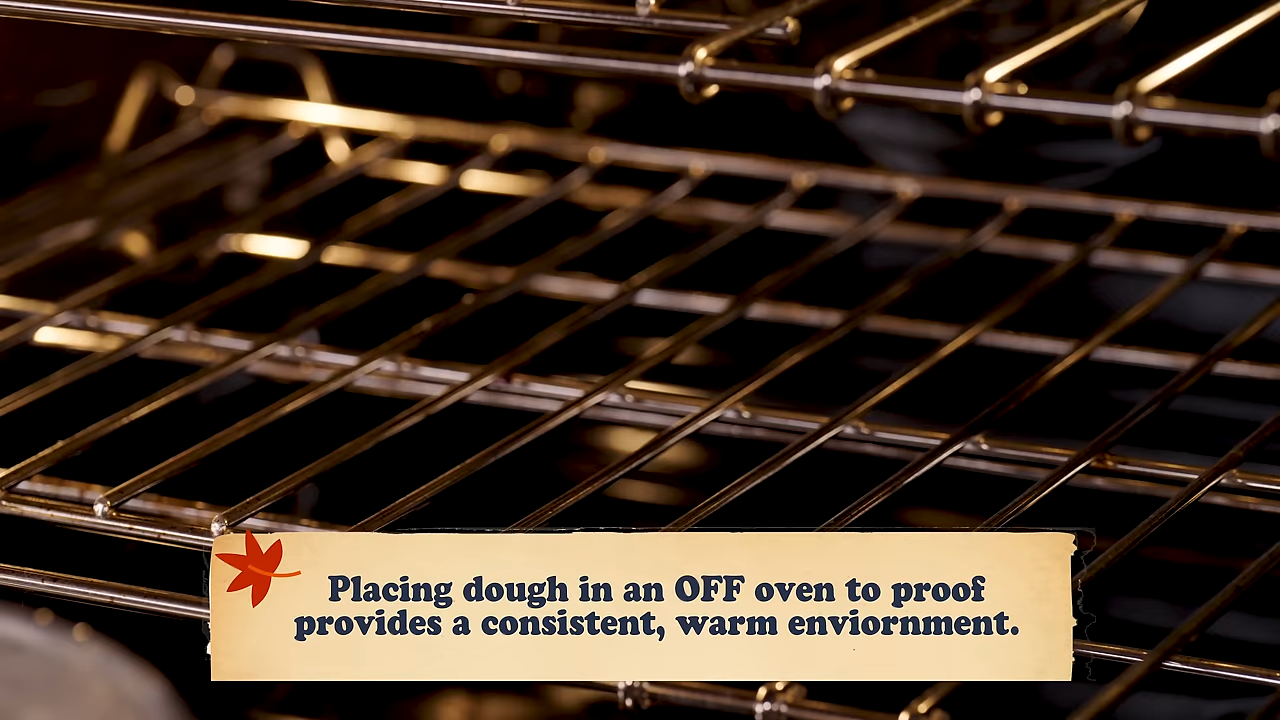 Placing dough in an OFF oven to proof
provides a consistent, warm enviornment.